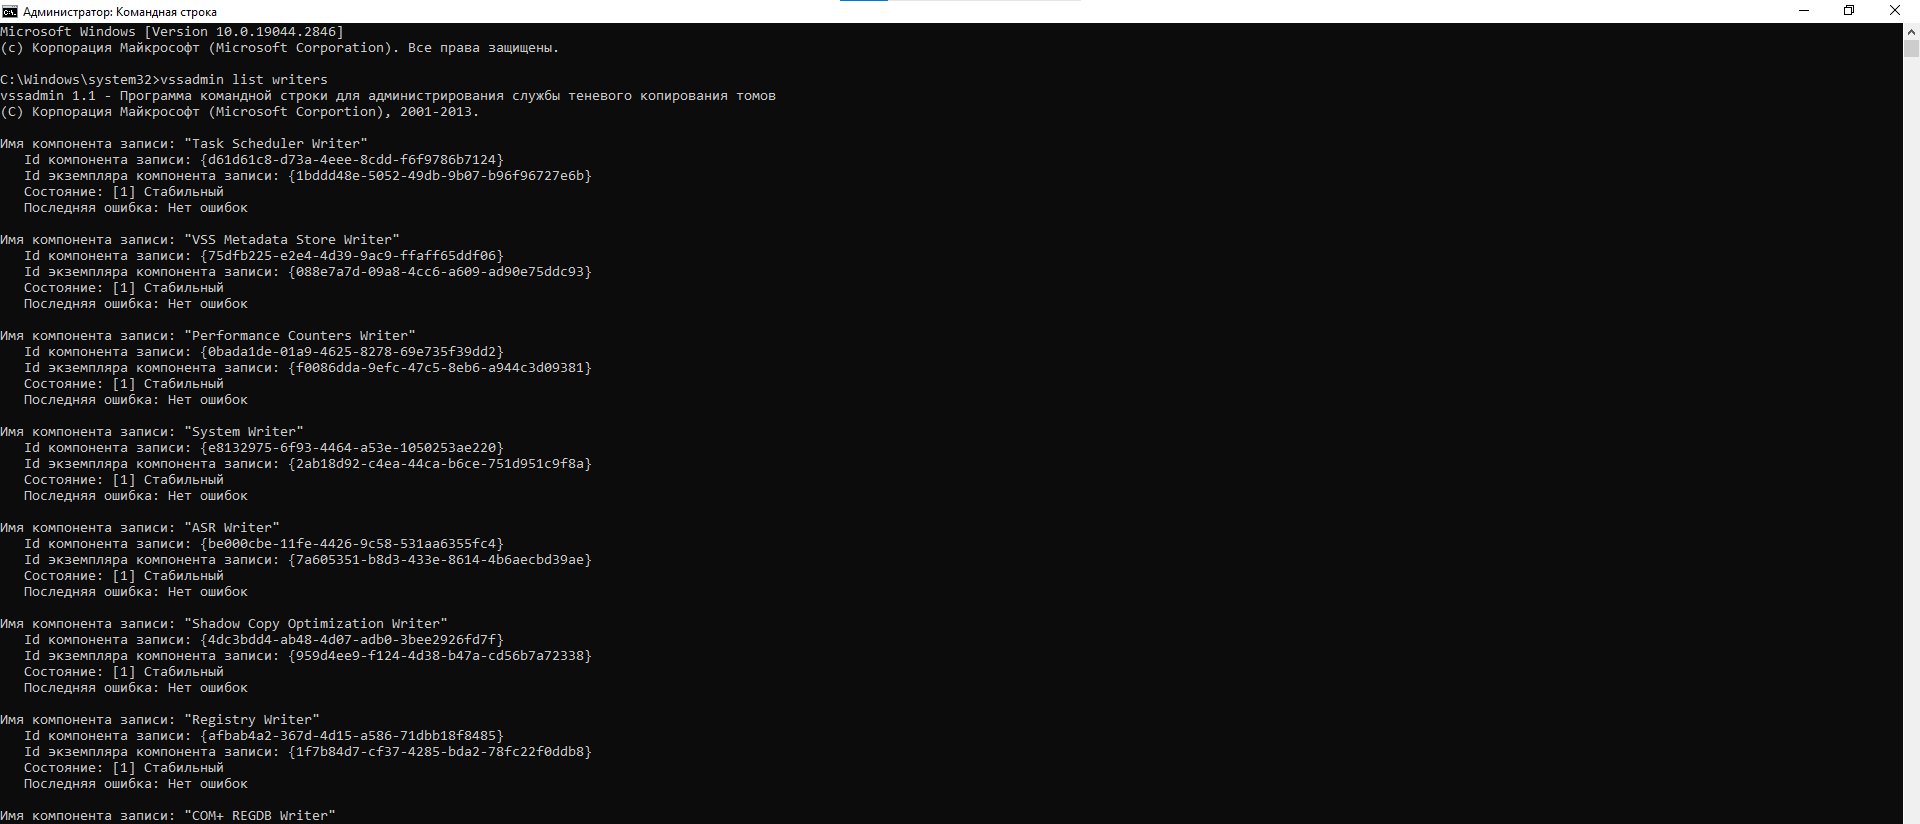 Администратор: Командная строка
Microsoft Windows [Version 10.0.19044.2846]
(c) Корпорация Майкрософт (Microsoft Corporation). Все права защищены.
C:\Windows\system32>vssadmin list writers
vssadmin 1.1 - Программа командной строки для администрирования службы теневого копирования томов
(C) Корпорация Майкрософт (Microsoft Corportion), 2001-2013.
Имя компонента записи: "Task Scheduler Writer"
Id компонента записи: {d61d61c8-d73a-4eee-8cdd-f6f9786b7124}
Id экземпляра компонента записи: {1bddd48e-5052-49db-9b07-b96f96727e6b}
Состояние: [1] Стабильный
Последняя ошибка: Нет ошибок
Имя компонента записи: "VSS Metadata Store Writer"
Id компонента записи: {75dfb225-e2e4-4d39-9ac9-ffaff65ddf06}
Id экземпляра компонента записи: {088e7a7d-09a8-4cc6-a609-ad90e75ddc93}
Состояние: [1] Стабильный
Последняя ошибка: Нет ошибок
Имя компонента записи: "Performance Counters Writer"
Id компонента записи: {0bada1de-01a9-4625-8278-69e735f39dd2}
Id экземпляра компонента записи: {f0086dda-9efc-47c5-8eb6-a944c3d09381}
Состояние: [1] Стабильный
Последняя ошибка: Нет ошибок
Имя компонента записи: "System Writer"
Id компонента записи: {e8132975-6f93-4464-a53e-1050253ae220}
Id экземпляра компонента записи: {2ab18d92-c4ea-44ca-b6ce-751d951c9f8a}
Состояние: [1] Стабильный
Последняя ошибка: Нет ошибок
Имя компонента записи: "ASR Writer"
Id компонента записи: {be000cbe-11fe-4426-9c58-531aa6355fc4}
Id экземпляра компонента записи: {7a605351-b8d3-433e-8614-4b6aecbd39ae}
Состояние: [1] Стабильный
Последняя ошибка: Нет ошибок
Имя компонента записи: "Shadow Copy Optimization Writer"
Id компонента записи: {4dc3bdd4-ab48-4d07-adb0-3bee2926fd7f}
Id экземпляра компонента записи: {959d4ee9-f124-4d38-b47a-cd56b7a72338}
Состояние: [1] Стабильный
Последняя ошибка: Нет ошибок
Имя компонента записи: "Registry Writer"
Id компонента записи: {afbab4a2-367d-4d15-a586-71dbb18f8485}
Id экземпляра компонента записи: {1f7b84d7-cf37-4285-bda2-78fc22f0ddb8}
Состояние: [1] Стабильный
Последняя ошибка: Нет ошибок
Имя компонента записи: "COM+ REGDB Writer"